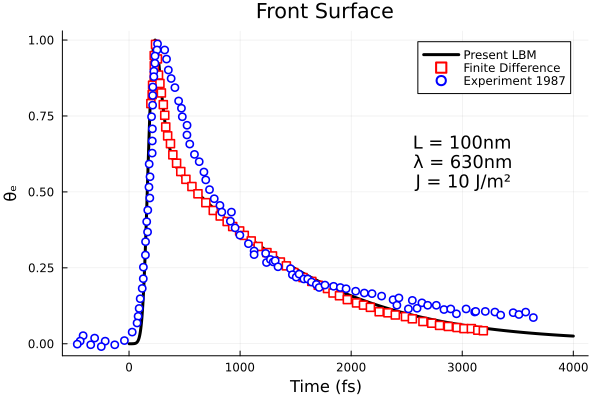 Front Surface
1.00
0.75
0.50
0.25
0.00
θₑ
Present LBM
Finite Difference
Experiment 1987
L = 100nm
λ = 630nm
J = 10 J/m²
0
1000
2000
3000
4000
Time (fs)